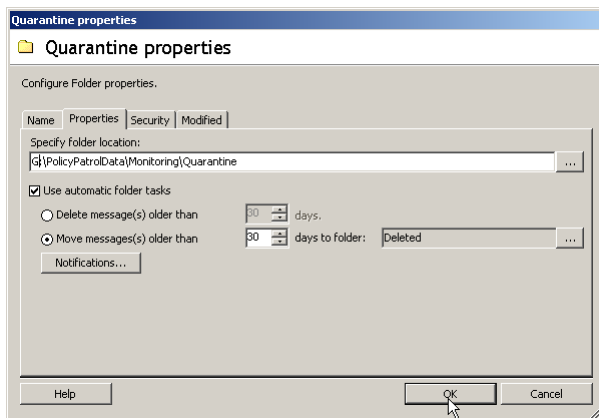 Quarantine properties
Quarantine properties
Configure Folder properties.
Name Properties Security Modified
Specify folder location:
G:\PolicyPatrolData\Monitoring\Quarantine ...
Use automatic folder tasks
Delete message(s) older than 30 days.
Move messages(s) older than 30 days to folder: Deleted ...
Notifications...
Help OK Cancel